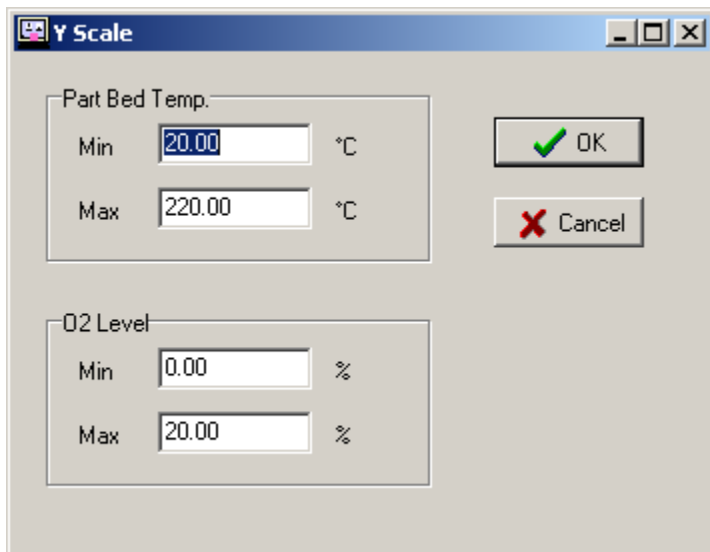 Y Scale
Part Bed Temp.
Min 20.00 °C
Max 220.00 °C
OK
Cancel
O2 Level
Min 0.00 %
Max 20.00 %